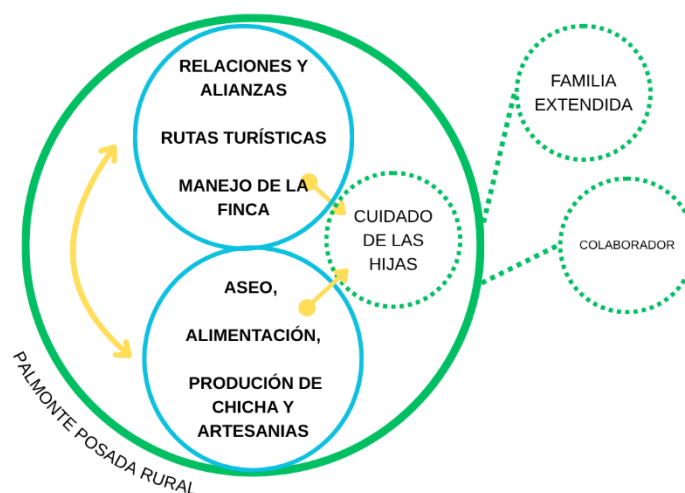 RELACIONES Y
ALIANZAS
RUTAS TURÍSTICAS
MANEJO DE LA
FINCA
CUIDADO
DE LAS
HIJAS
ASEO,
ALIMENTACIÓN,
PRODUCIÓN DE
CHICHA Y
ARTESANIAS
PALMONTE POSADA RURAL
FAMILIA
EXTENDIDA
COLABORADOR